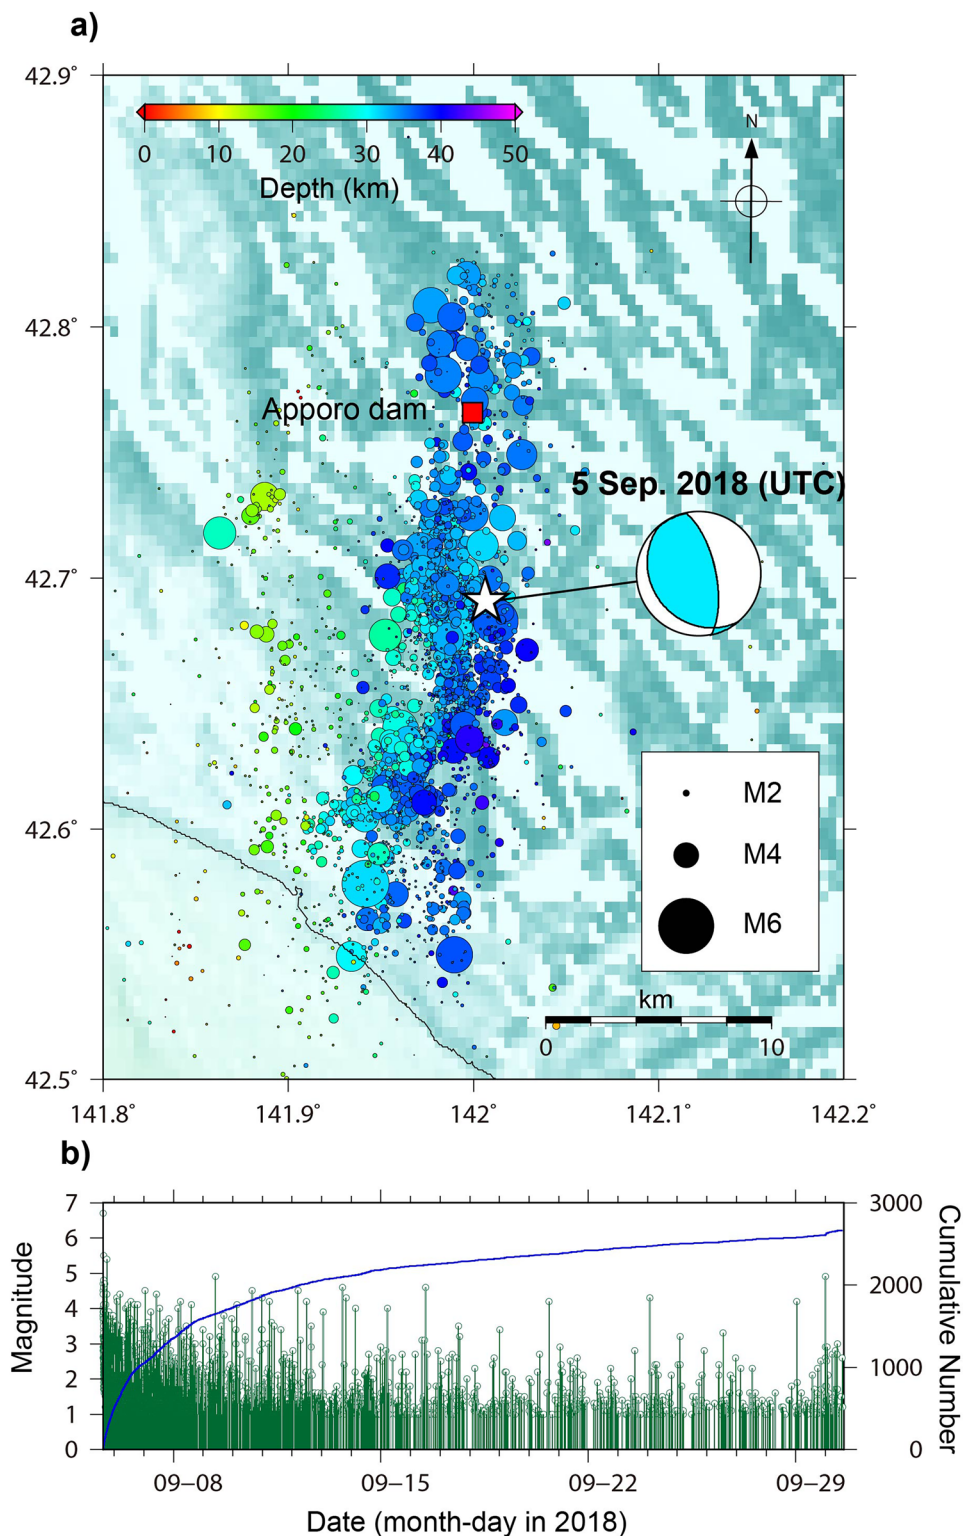 a)
42.9°
N
0 10 20 30 40 50
Depth (km)
42.8°
Apporo dam
5 Sep. 2018 (UTC)
42.7°
M2
M4
42.6°
M6
km
0 10
42.5°
141.8° 141.9° 142° 142.1° 142.2°
b)
7 3000
6
5
4 2000
3
2 1000
1
0 0
Magnitude
Cumulative Number
09–08 09–15 09–22 09–29
Date (month-day in 2018)